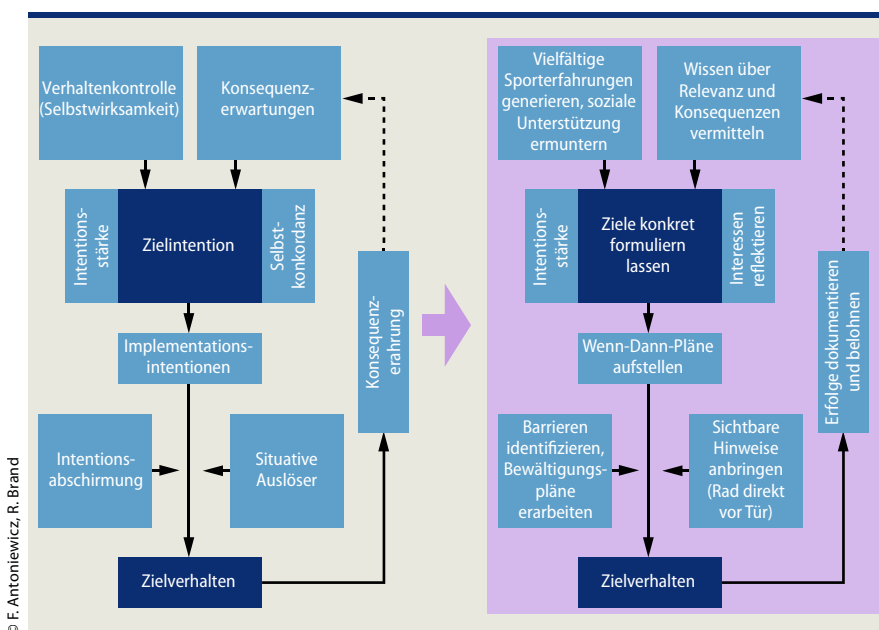 Verhaltenkontrolle
(Selbstwirksamkeit)
Konsequenz-
erwartungen
Intentions-
stärke
Zielintention
Selbst-
konkordanz
Konsequenz-
erahrung
Implementations-
intentionen
Intentions-
abschirmung
Situative
Auslöser
Zielverhalten
Vielfältige
Sporterfahrungen
generieren, soziale
Unterstützung
ermuntern
Wissen über
Relevanz und
Konsequenzen
vermitteln
Intentions-
stärke
Ziele konkret
formuliern
lassen
Interessen
reflektieren
Erfolge dokumentieren
und belohnen
Wenn-Dann-Pläne
aufstellen
Barrieren
identifizieren,
Bewältigungs-
pläne
erarbeiten
Sichtbare
Hinweise
anbringen
(Rad direkt
vor Tür)
Zielverhalten
© F. Antoniewicz, R. Brand